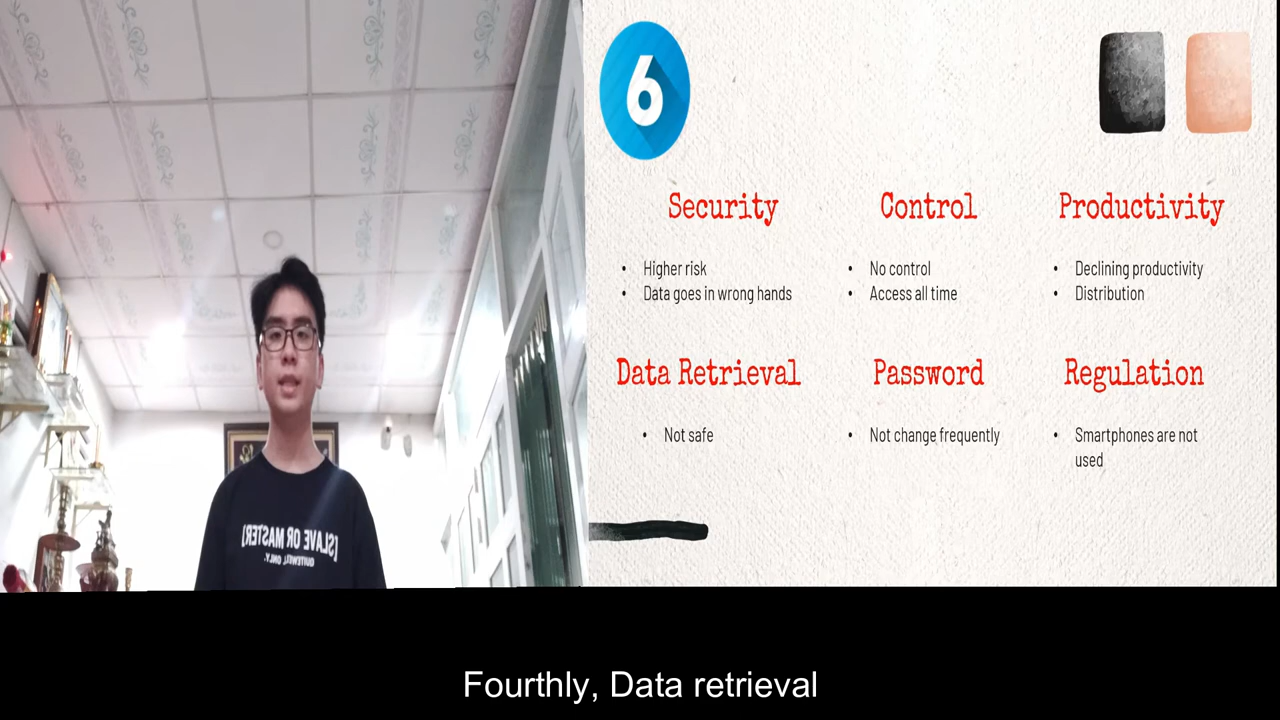 6
Security
• Higher risk
• Data goes in wrong hands
Control
• No control
• Access all time
Productivity
• Declining productivity
• Distribution
Data Retrieval
• Not safe
Password
• Not change frequently
Regulation
• Smartphones are not
used
[SLAVE OR MASTER]
QUITEWEL ONLY.
Fourthly, Data retrieval